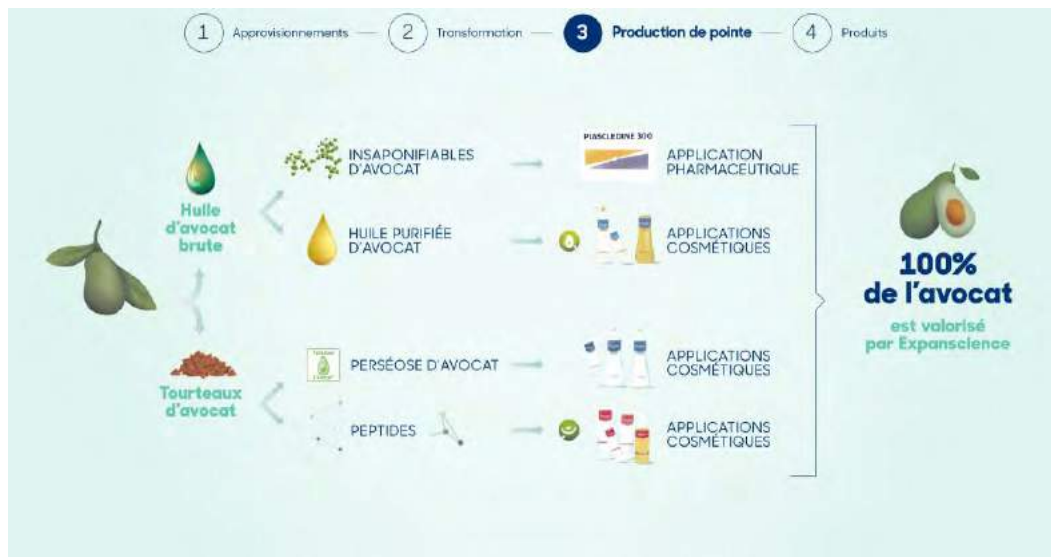 1 Approvisionnements
2 Transformation
3 Production de pointe
4 Produits
Huile
d'avocat
brute
INSAPONIFIABLES
D'AVOCAT
PIASCLEDINE 300
APPLICATION
PHARMACEUTIQUE
HUILE PURIFIÉE
D'AVOCAT
APPLICATIONS
COSMÉTIQUES
Tourteaux
d'avocat
PERSÉOSE D'AVOCAT
APPLICATIONS
COSMÉTIQUES
PEPTIDES
APPLICATIONS
COSMÉTIQUES
100%
de l'avocat
est valorisé
par Expanscience